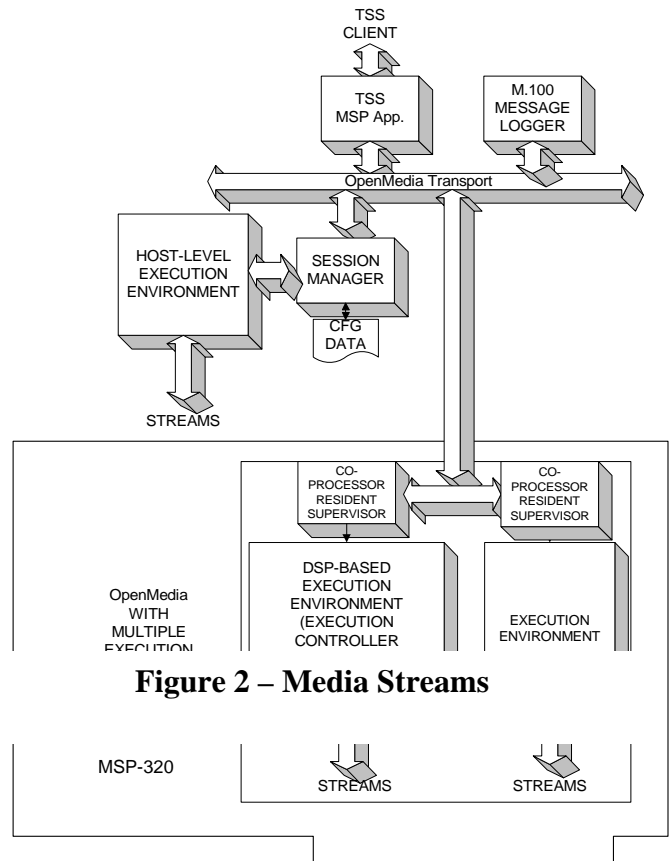 TSS
CLIENT
TSS
MSP App.
M.100
MESSAGE
LOGGER
OpenMedia Transport
HOST-LEVEL
EXECUTION
ENVIRONMENT
SESSION
MANAGER
CFG
DATA
STREAMS
CO-
PROCESSOR
RESIDENT
SUPERVISOR
CO-
PROCESSOR
RESIDENT
SUPERVISOR
DSP-BASED
EXECUTION
ENVIRONMENT
(EXECUTION
CONTROLLER
EXECUTION
ENVIRONMENT
OpenMedia
WITH
MULTIPLE
EXECUTION
Figure 2 – Media Streams
MSP-320
STREAMS
STREAMS